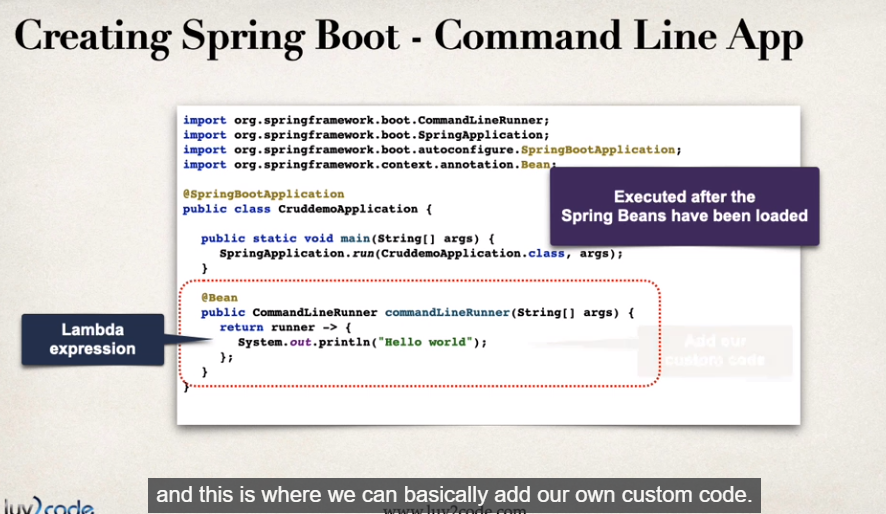 Creating Spring Boot - Command Line App
import org.springframework.boot.CommandLineRunner;
import org.springframework.boot.SpringApplication;
import org.springframework.boot.autoconfigure.SpringBootApplication;
import org.springframework.context.annotation.Bean;
@SpringBootApplication
public class CruddemoApplication {
public static void main(String[] args) {
SpringApplication.run(CruddemoApplication.class, args);
}
@Bean
public CommandLineRunner commandLineRunner(String[] args) {
return runner -> {
System.out.println("Hello world");
};
}
}
Executed after the
Spring Beans have been loaded
Lambda
expression
Add our
custom code
and this is where we can basically add our own custom code.
luv2code
www.luv2code.com